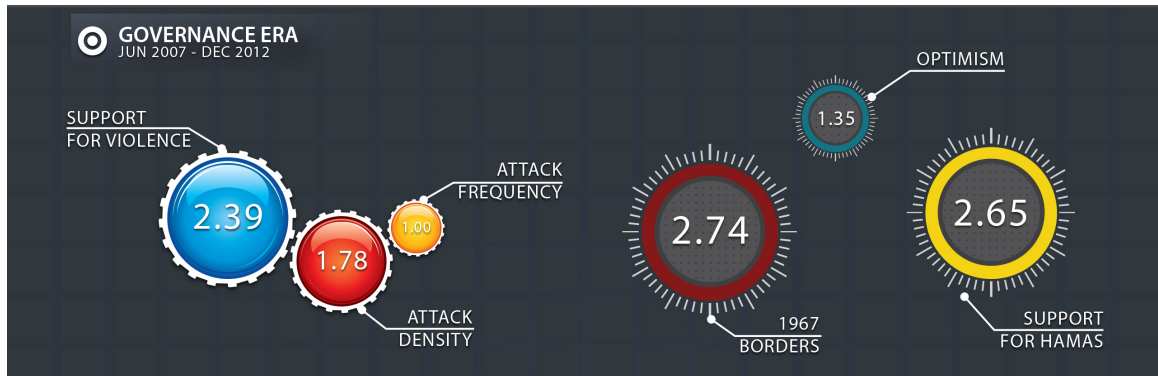 GOVERNANCE ERA
JUN 2007 - DEC 2012
SUPPORT
FOR VIOLENCE
2.39
1.78
1.00
ATTACK
FREQUENCY
ATTACK
DENSITY
OPTIMISM
1.35
2.74
2.65
1967
BORDERS
SUPPORT
FOR HAMAS